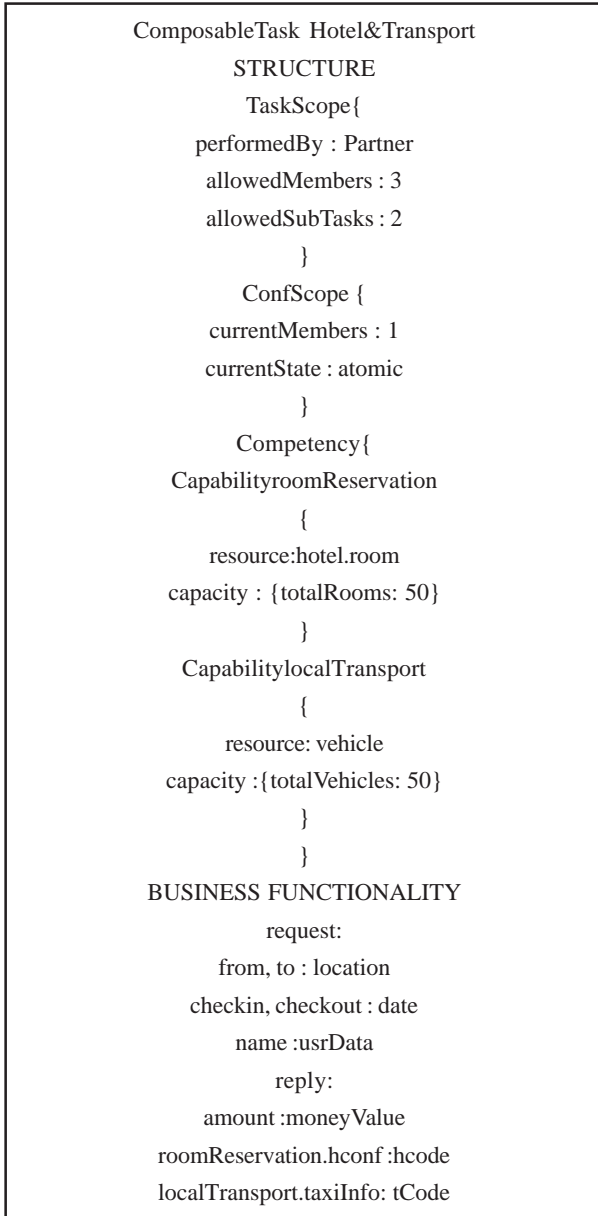 ComposableTask Hotel&Transport
STRUCTURE
TaskScope{
performedBy : Partner
allowedMembers : 3
allowedSubTasks : 2
}
ConfScope {
currentMembers : 1
currentState : atomic
}
Competency{
CapabilityroomReservation
{
resource:hotel.room
capacity : {totalRooms: 50}
}
CapabilitylocalTransport
{
resource: vehicle
capacity :{totalVehicles: 50}
}
}
BUSINESS FUNCTIONALITY
request:
from, to : location
checkin, checkout : date
name :usrData
reply:
amount :moneyValue
roomReservation.hconf :hcode
localTransport.taxiInfo: tCode